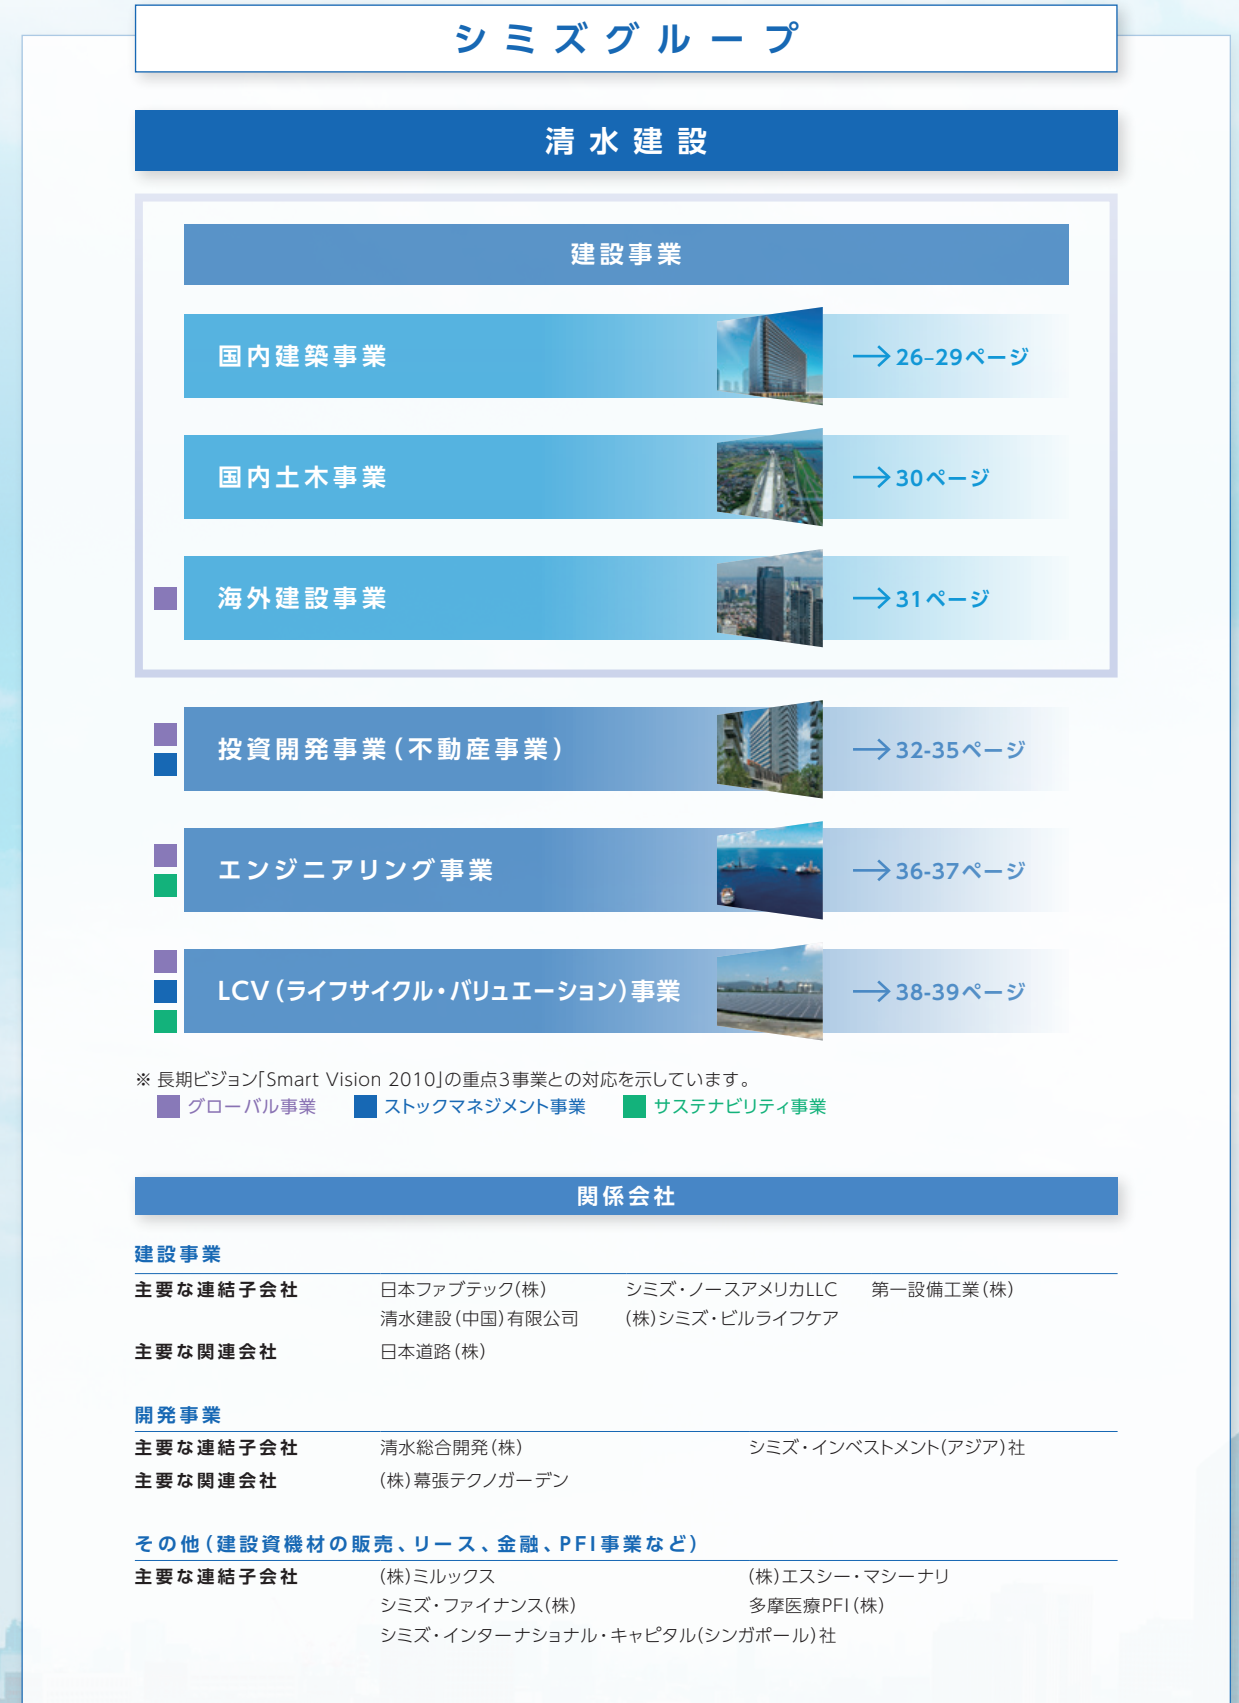 シミズグループ
清水建設
建設事業
国内建築事業
→26–29ページ
国内土木事業
→30ページ
海外建設事業
→31ページ
投資開発事業(不動産事業)
→32-35ページ
エンジニアリング事業
→36-37ページ
LCV(ライフサイクル・バリュエーション)事業
→38-39ページ
※ 長期ビジョン「Smart Vision 2010」の重点3事業との対応を示しています。
グローバル事業 ストックマネジメント事業 サステナビリティ事業
関係会社
建設事業
主要な連結子会社 日本ファブテック(株) シミズ・ノースアメリカLLC 第一設備工業(株)
清水建設(中国)有限公司 (株)シミズ・ビルライフケア
主要な関連会社 日本道路(株)
開発事業
主要な連結子会社 清水総合開発(株) シミズ・インベストメント(アジア)社
主要な関連会社 (株)幕張テクノガーデン
その他(建設資機材の販売、リース、金融、PFI事業など)
主要な連結子会社 (株)ミルックス (株)エスシー・マシーナリ
シミズ・ファイナンス(株) 多摩医療PFI(株)
シミズ・インターナショナル・キャピタル(シンガポール)社